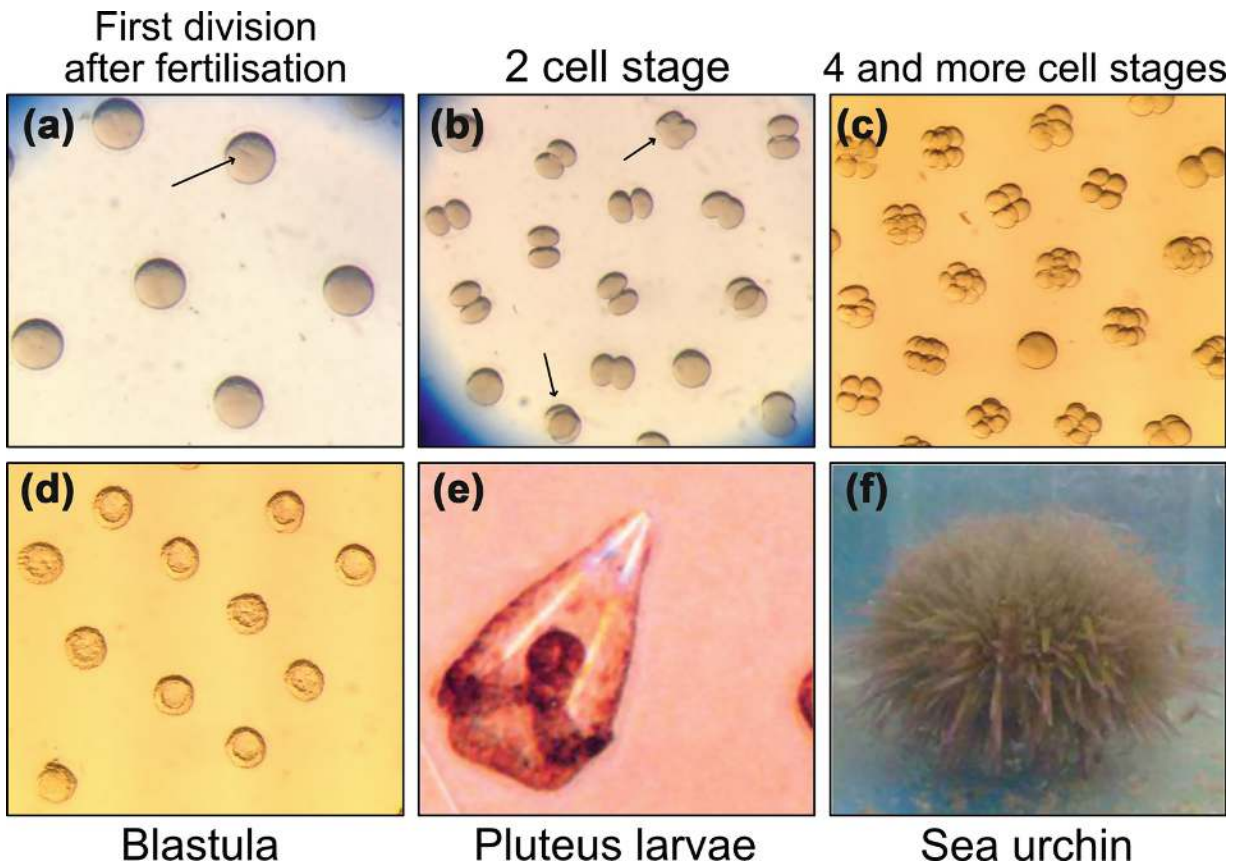 First division
after fertilisation
2 cell stage
4 and more cell stages
(a)
(b)
(c)
(d)
(e)
(f)
Blastula
Pluteus larvae
Sea urchin